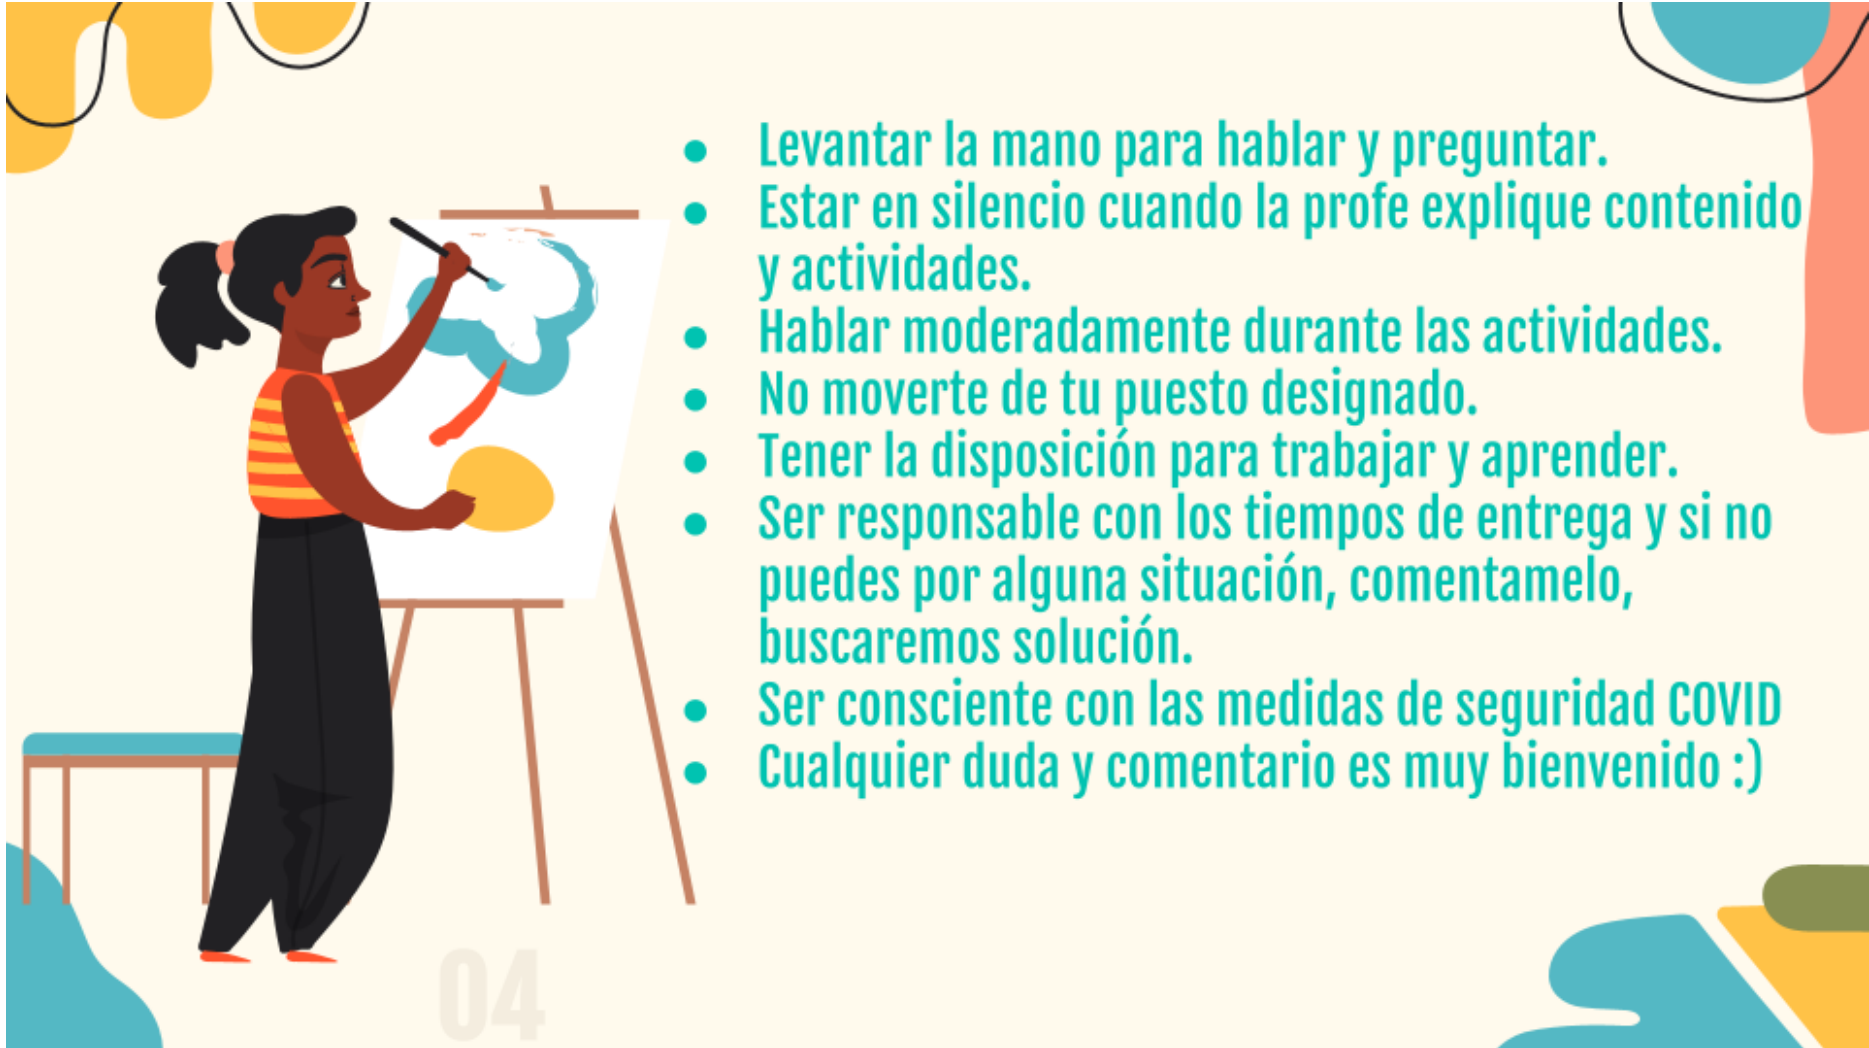 ● Levantar la mano para hablar y preguntar.
● Estar en silencio cuando la profe explique contenido
y actividades.
● Hablar moderadamente durante las actividades.
● No moverte de tu puesto designado.
● Tener la disposición para trabajar y aprender.
● Ser responsable con los tiempos de entrega y si no
puedes por alguna situación, comentamelo,
buscaremos solución.
● Ser consciente con las medidas de seguridad COVID
● Cualquier duda y comentario es muy bienvenido :)
04